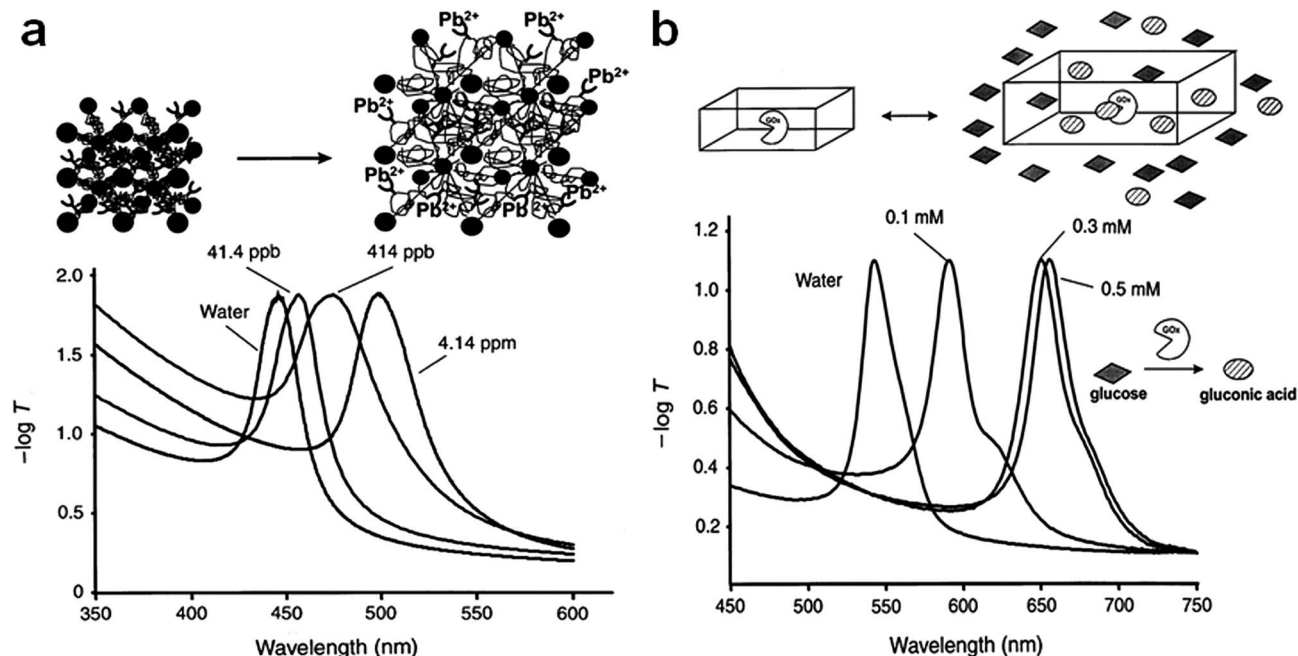 a
Pb2+
Pb2+
Pb2+
Pb2+
Pb2+
Pb2+
Pb2+
Pb2+
41.4 ppb
414 ppb
Water
4.14 ppm
2.0
1.5
1.0
0.5
0
−log T
350
400
450
500
550
600
Wavelength (nm)
b
GOx
GOx
0.1 mM
0.3 mM
Water
0.5 mM
GOx
glucose
gluconic acid
1.2
1.0
0.8
0.6
0.4
0.2
−log T
450
500
550
600
650
700
750
Wavelength (nm)